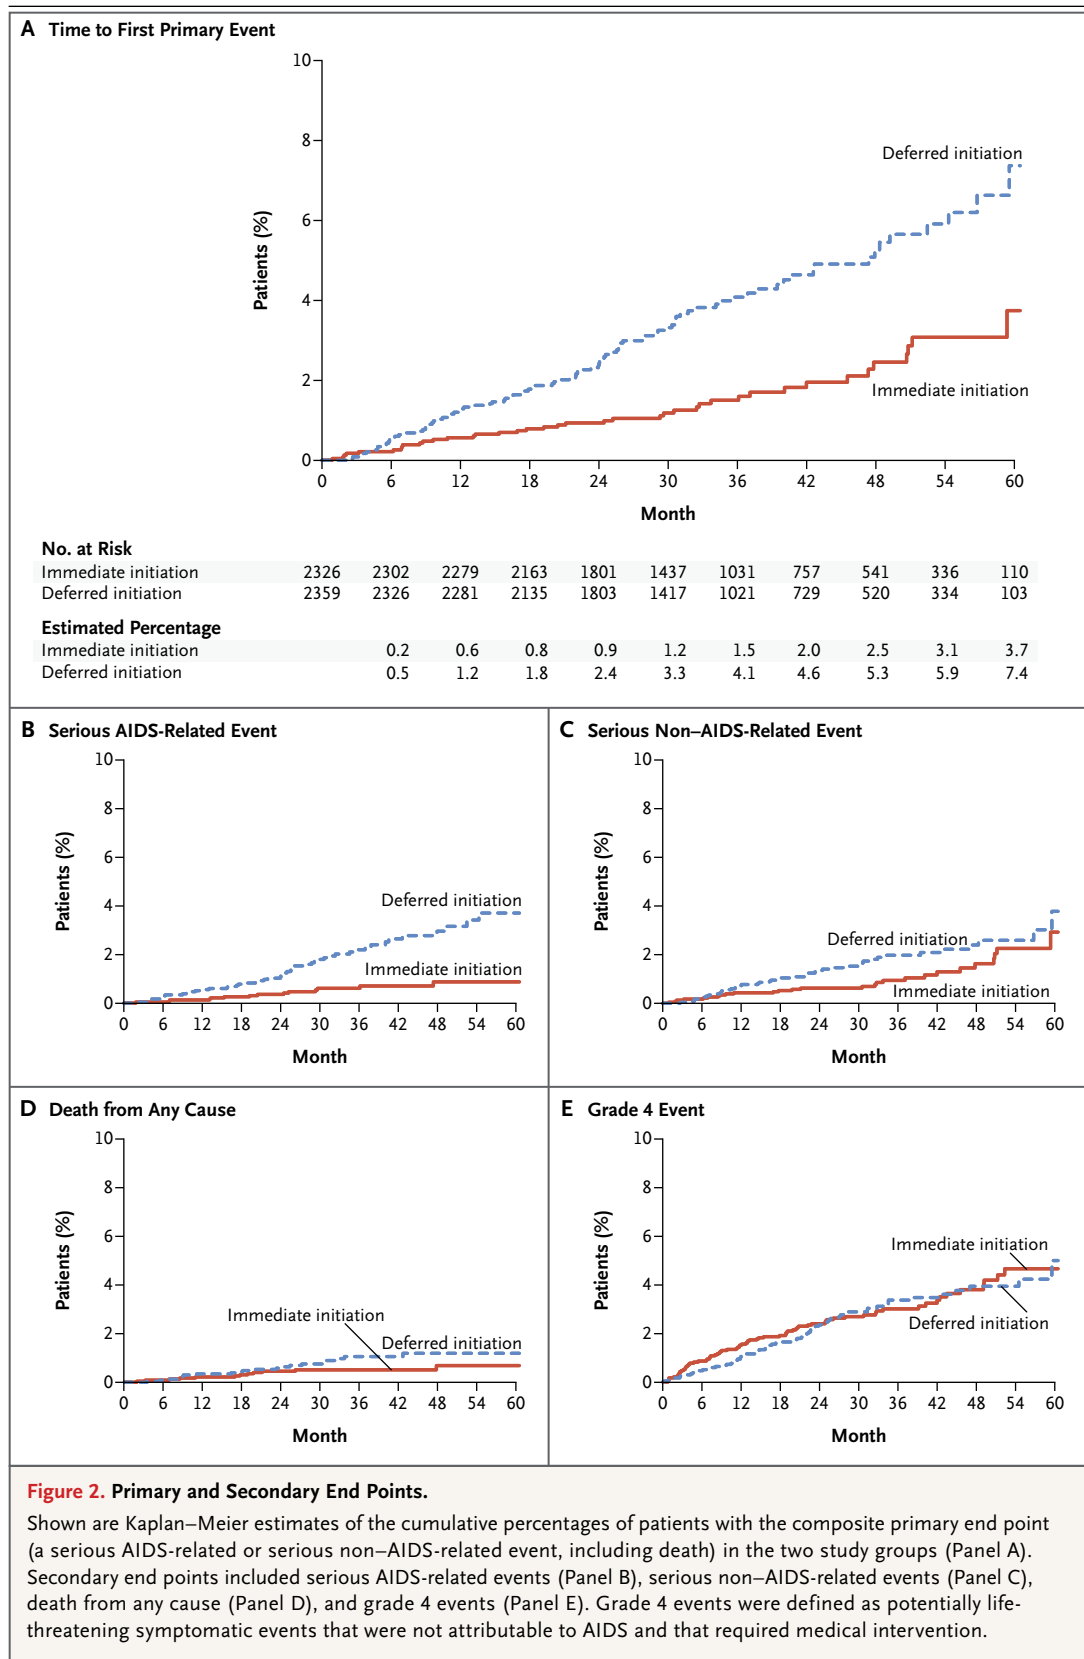 A Time to First Primary Event
10
8
6
4
2
0
Patients (%)
Deferred initiation
Immediate initiation
0 6 12 18 24 30 36 42 48 54 60
Month
No. at Risk
Immediate initiation 2326 2302 2279 2163 1801 1437 1031 757 541 336 110
Deferred initiation 2359 2326 2281 2135 1803 1417 1021 729 520 334 103
Estimated Percentage
Immediate initiation 0.2 0.6 0.8 0.9 1.2 1.5 2.0 2.5 3.1 3.7
Deferred initiation 0.5 1.2 1.8 2.4 3.3 4.1 4.6 5.3 5.9 7.4
B Serious AIDS-Related Event
10
8
6
4
2
0
Patients (%)
Deferred initiation
Immediate initiation
0 6 12 18 24 30 36 42 48 54 60
Month
C Serious Non–AIDS-Related Event
10
8
6
4
2
0
Patients (%)
Deferred initiation
Immediate initiation
0 6 12 18 24 30 36 42 48 54 60
Month
D Death from Any Cause
10
8
6
4
2
0
Patients (%)
Immediate initiation
Deferred initiation
0 6 12 18 24 30 36 42 48 54 60
Month
E Grade 4 Event
10
8
6
4
2
0
Patients (%)
Immediate initiation
Deferred initiation
0 6 12 18 24 30 36 42 48 54 60
Month
Figure 2. Primary and Secondary End Points.
Shown are Kaplan–Meier estimates of the cumulative percentages of patients with the composite primary end point
(a serious AIDS-related or serious non–AIDS-related event, including death) in the two study groups (Panel A).
Secondary end points included serious AIDS-related events (Panel B), serious non–AIDS-related events (Panel C),
death from any cause (Panel D), and grade 4 events (Panel E). Grade 4 events were defined as potentially life-
threatening symptomatic events that were not attributable to AIDS and that required medical intervention.